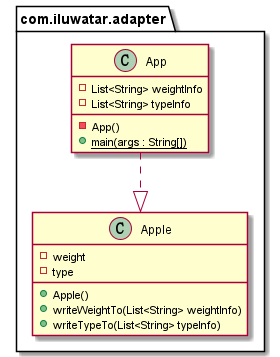 com.iluwatar.adapter
C App
List<String> weightInfo
List<String> typeInfo
App()
main(args : String[])
C Apple
weight
type
Apple()
writeWeightTo(List<String> weightInfo)
writeTypeTo(List<String> typeInfo)